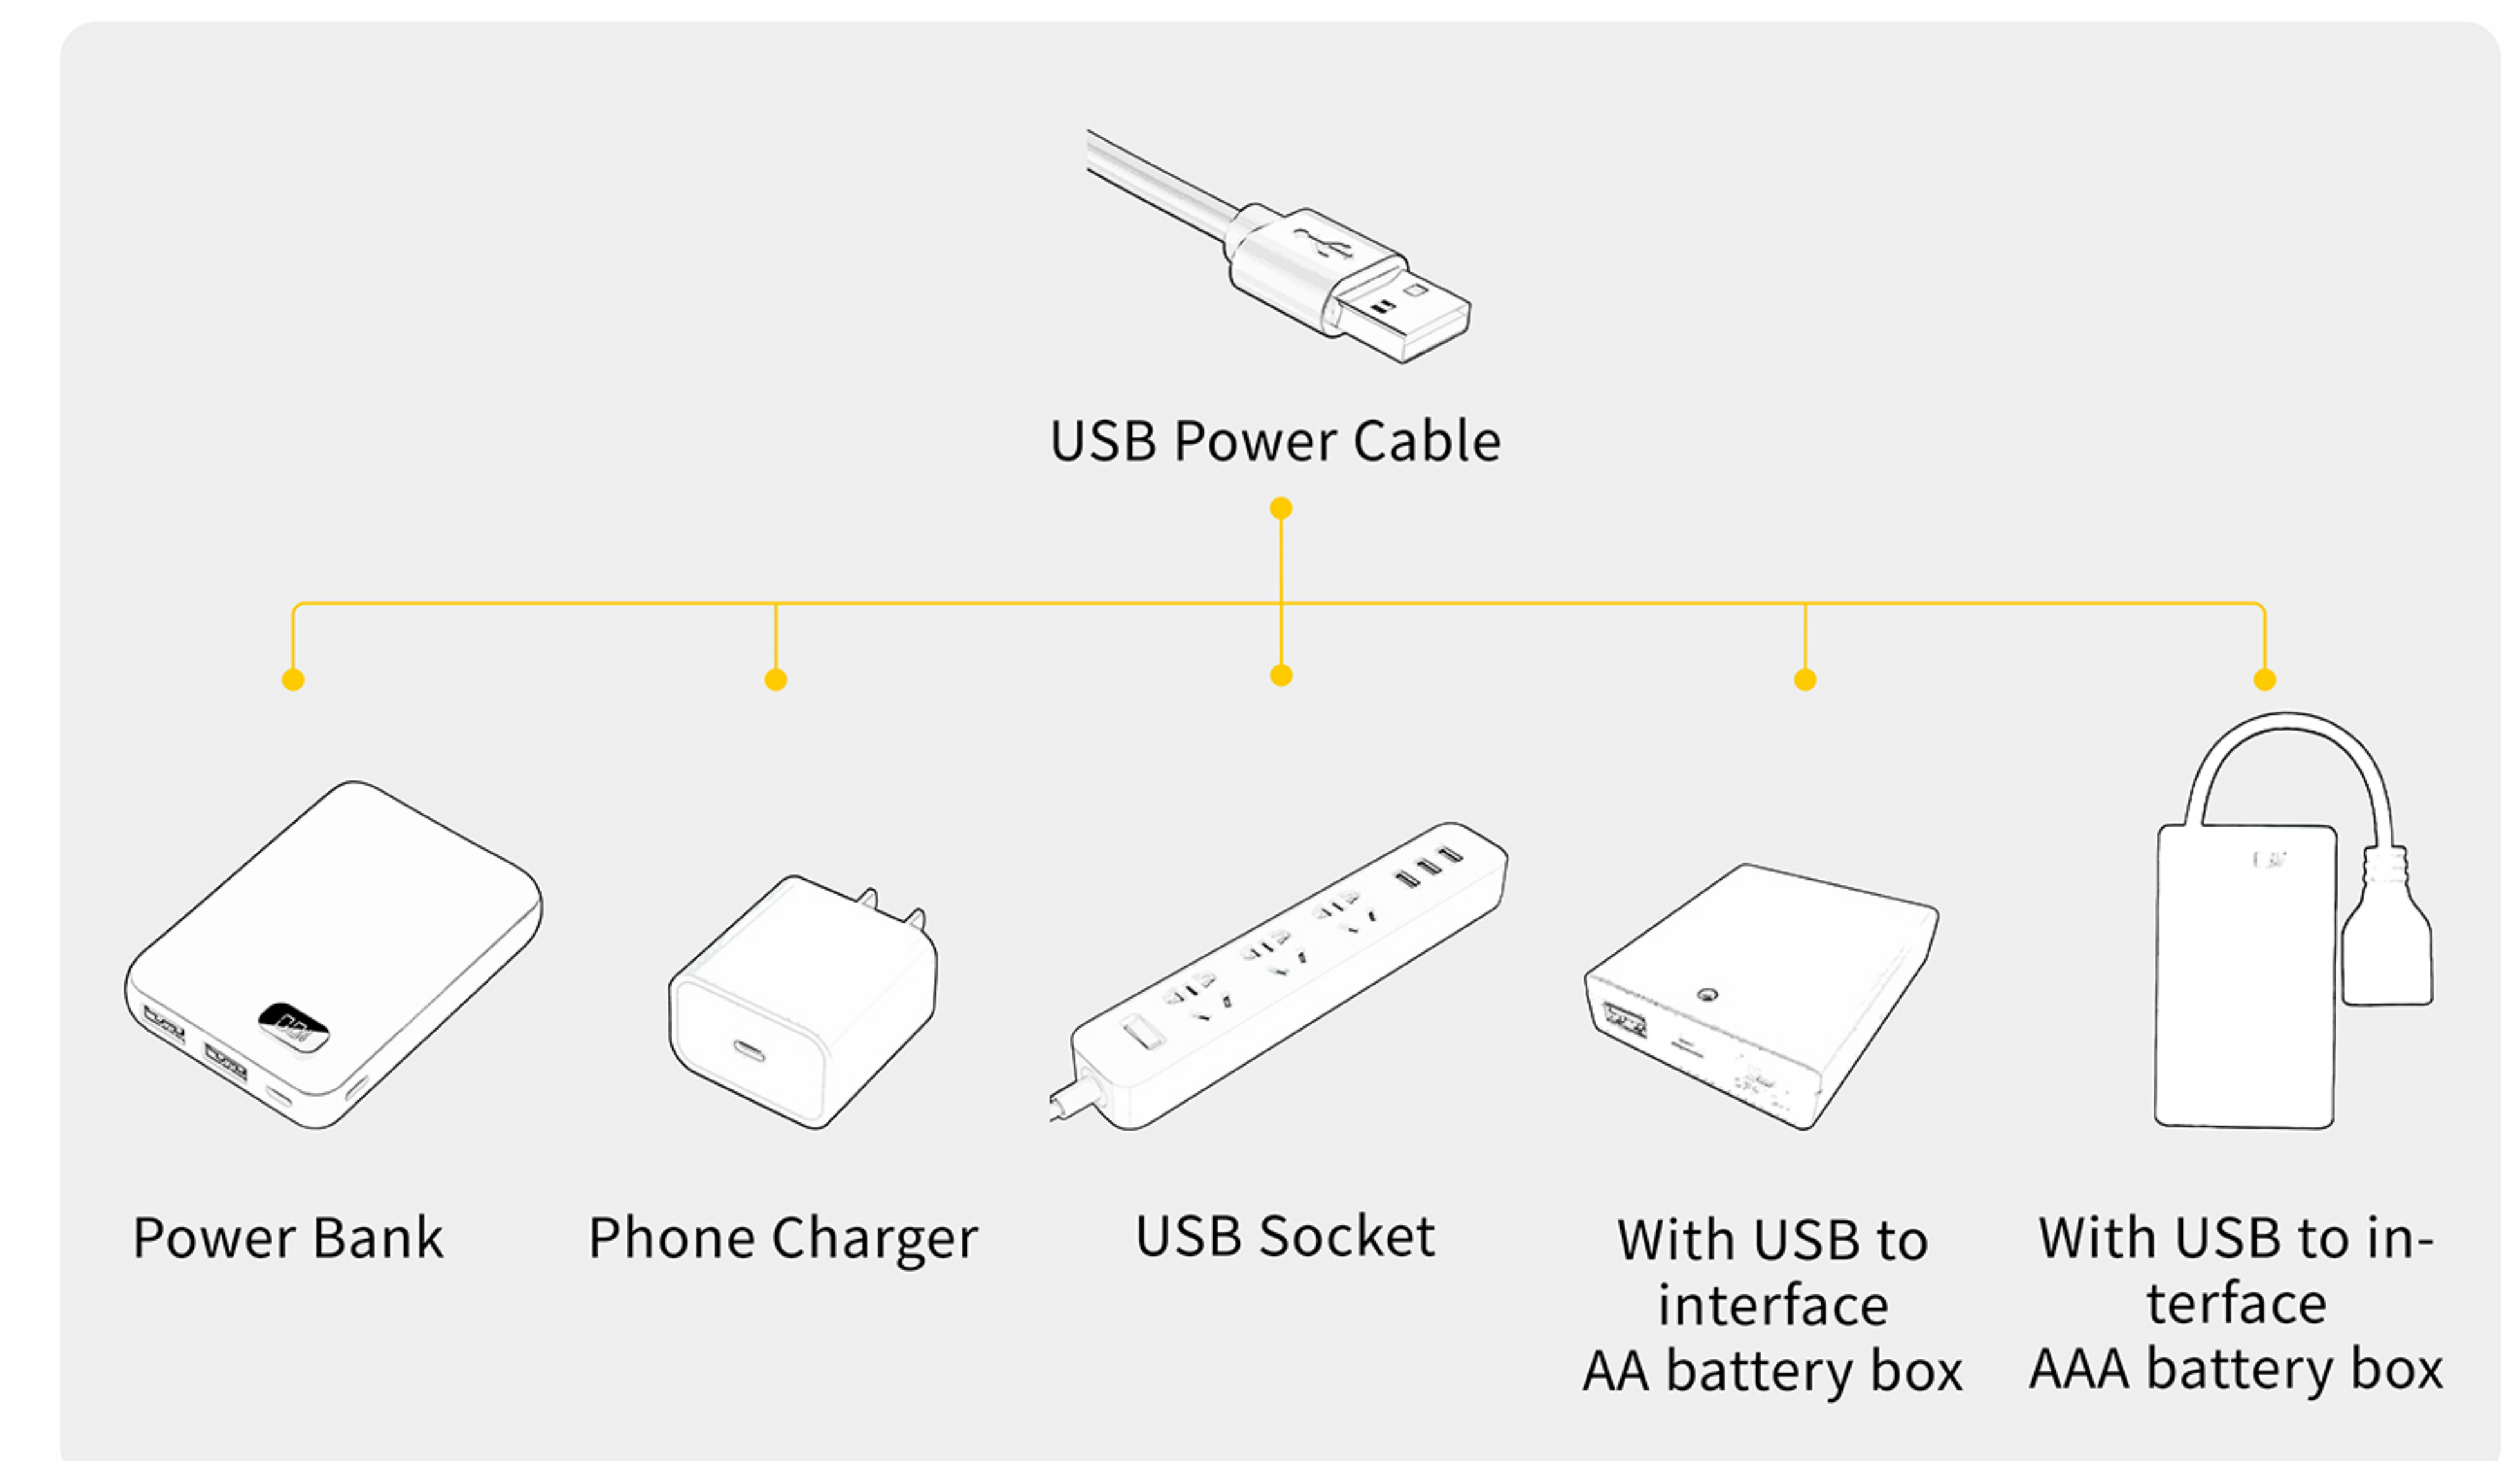 USB Power Cable
Power Bank
Phone Charger
USB Socket
With USB to
interface
AA battery box
With USB to in-
terface
AAA battery box